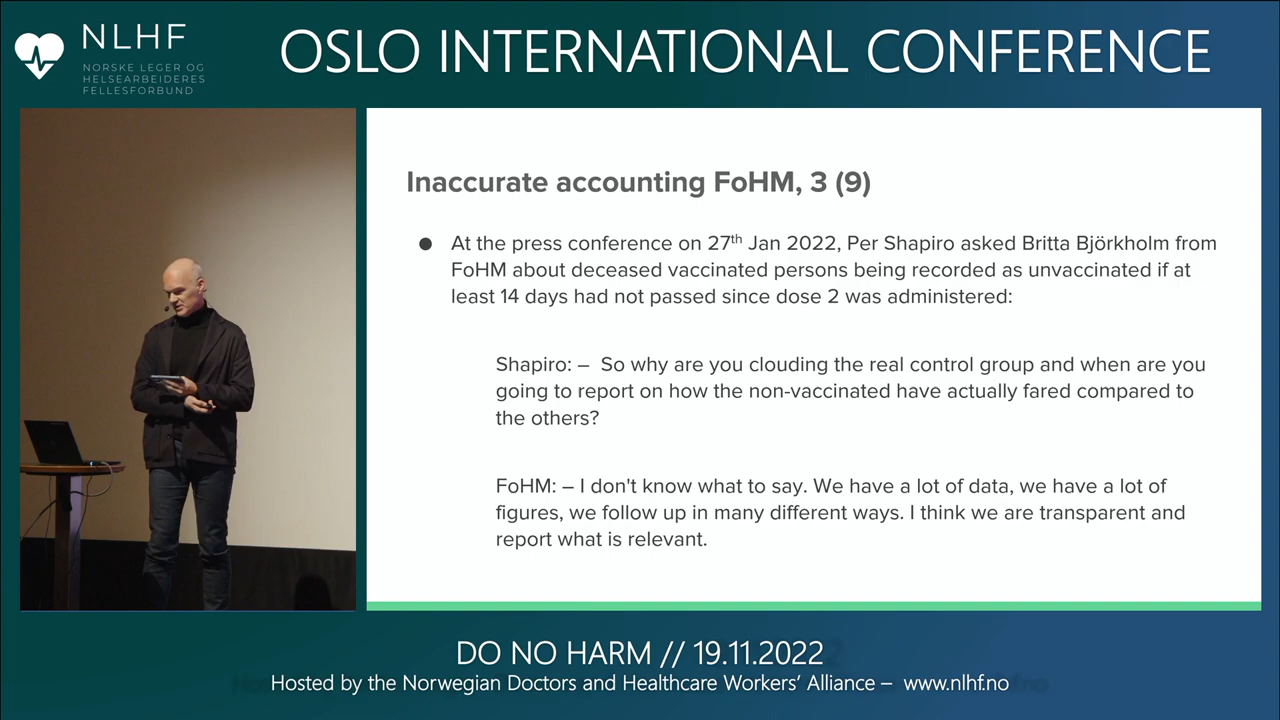 NLHF
NORSKE LEGER OG
HELSEARBEIDERES
FELLESFORBUND
OSLO INTERNATIONAL CONFERENCE
Inaccurate accounting FoHM, 3 (9)
● At the press conference on 27th Jan 2022, Per Shapiro asked Britta Björkholm from
FoHM about deceased vaccinated persons being recorded as unvaccinated if at
least 14 days had not passed since dose 2 was administered:
Shapiro: – So why are you clouding the real control group and when are you
going to report on how the non-vaccinated have actually fared compared to
the others?
FoHM: – I don't know what to say. We have a lot of data, we have a lot of
figures, we follow up in many different ways. I think we are transparent and
report what is relevant.
DO NO HARM // 19.11.2022
Hosted by the Norwegian Doctors and Healthcare Workers' Alliance – www.nlhf.no